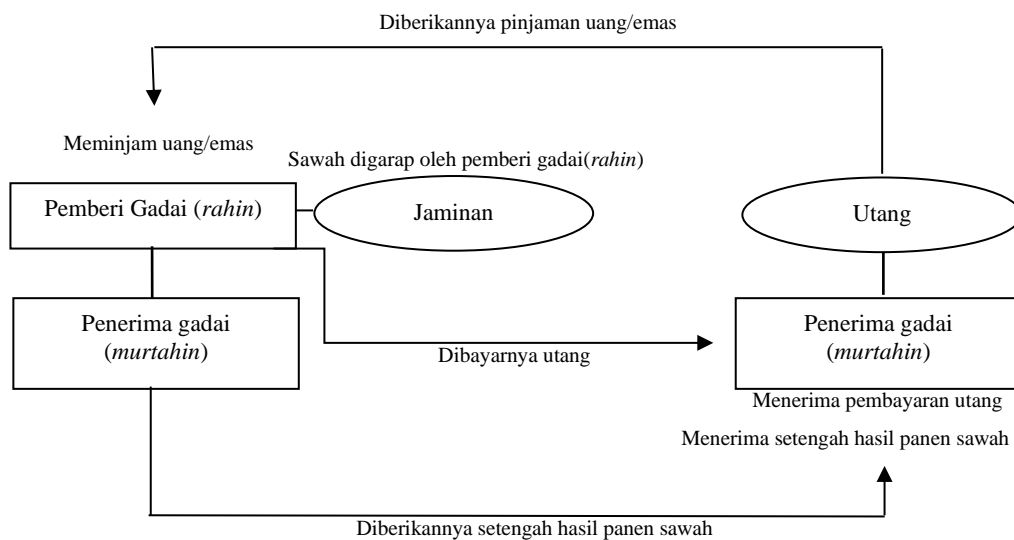 Diberikannya pinjaman uang/emas
Meminjam uang/emas
Sawah digarap oleh pemberi gadai(rahin)
Pemberi Gadai (rahin)
Jaminan
Utang
Penerima gadai
(murtahin)
Dibayarnya utang
Penerima gadai
(murtahin)
Menerima pembayaran utang
Menerima setengah hasil panen sawah
Diberikannya setengah hasil panen sawah